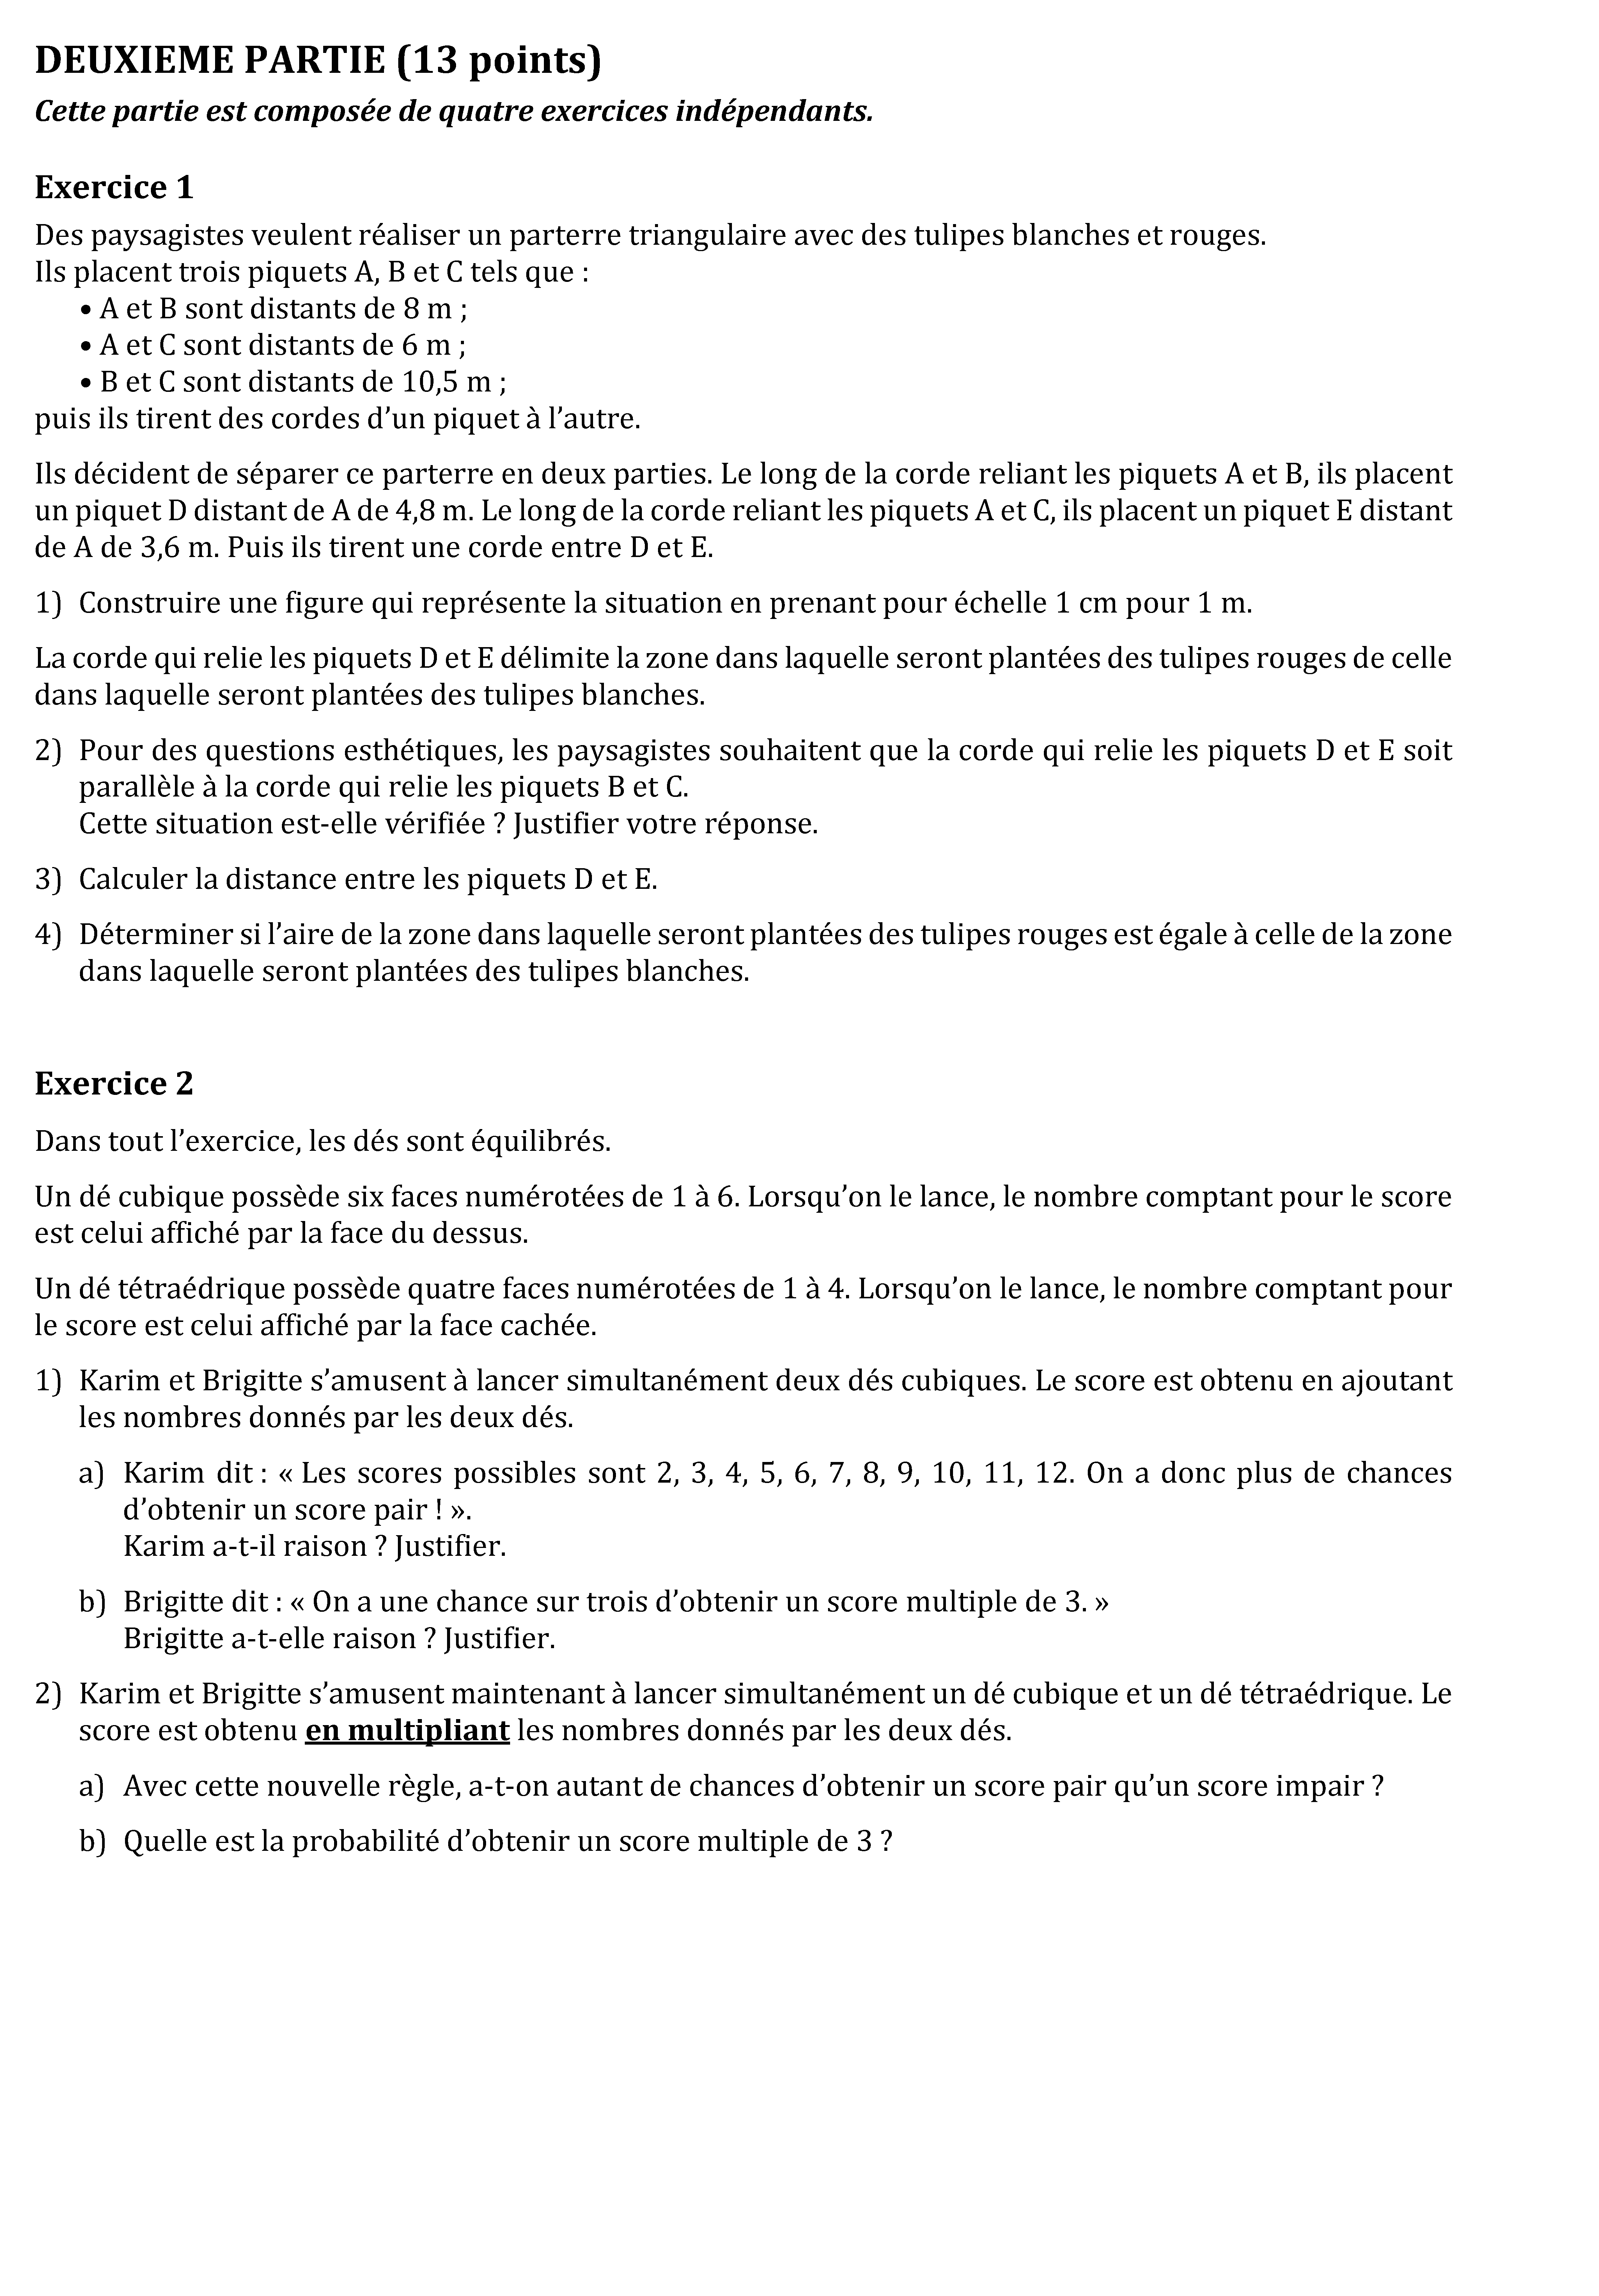 DEUXIEME PARTIE (13 points)
Cette partie est composée de quatre exercices indépendants.
Exercice 1
Des paysagistes veulent réaliser un parterre triangulaire avec des tulipes blanches et rouges.
Ils placent trois piquets A, B et C tels que :
• A et B sont distants de 8 m ;
• A et C sont distants de 6 m ;
• B et C sont distants de 10,5 m ;
puis ils tirent des cordes d’un piquet à l’autre.
Ils décident de séparer ce parterre en deux parties. Le long de la corde reliant les piquets A et B, ils placent
un piquet D distant de A de 4,8 m. Le long de la corde reliant les piquets A et C, ils placent un piquet E distant
de A de 3,6 m. Puis ils tirent une corde entre D et E.
1) Construire une figure qui représente la situation en prenant pour échelle 1 cm pour 1 m.
La corde qui relie les piquets D et E délimite la zone dans laquelle seront plantées des tulipes rouges de celle
dans laquelle seront plantées des tulipes blanches.
2) Pour des questions esthétiques, les paysagistes souhaitent que la corde qui relie les piquets D et E soit
parallèle à la corde qui relie les piquets B et C.
Cette situation est-elle vérifiée ? Justifier votre réponse.
3) Calculer la distance entre les piquets D et E.
4) Déterminer si l’aire de la zone dans laquelle seront plantées des tulipes rouges est égale à celle de la zone
dans laquelle seront plantées des tulipes blanches.
Exercice 2
Dans tout l’exercice, les dés sont équilibrés.
Un dé cubique possède six faces numérotées de 1 à 6. Lorsqu’on le lance, le nombre comptant pour le score
est celui affiché par la face du dessus.
Un dé tétraédrique possède quatre faces numérotées de 1 à 4. Lorsqu’on le lance, le nombre comptant pour
le score est celui affiché par la face cachée.
1) Karim et Brigitte s’amusent à lancer simultanément deux dés cubiques. Le score est obtenu en ajoutant
les nombres donnés par les deux dés.
a) Karim dit : « Les scores possibles sont 2, 3, 4, 5, 6, 7, 8, 9, 10, 11, 12. On a donc plus de chances
d’obtenir un score pair ! ».
Karim a-t-il raison ? Justifier.
b) Brigitte dit : « On a une chance sur trois d’obtenir un score multiple de 3. »
Brigitte a-t-elle raison ? Justifier.
2) Karim et Brigitte s’amusent maintenant à lancer simultanément un dé cubique et un dé tétraédrique. Le
score est obtenu en multipliant les nombres donnés par les deux dés.
a) Avec cette nouvelle règle, a-t-on autant de chances d’obtenir un score pair qu’un score impair ?
b) Quelle est la probabilité d’obtenir un score multiple de 3 ?